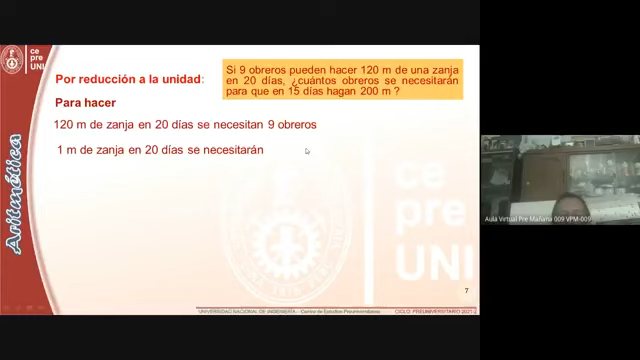 ce
pre
UNI
Por reducción a la unidad:
Si 9 obreros pueden hacer 120 m de una zanja
en 20 días, ¿cuántos obreros se necesitarán
para que en 15 días hagan 200 m ?
Para hacer
120 m de zanja en 20 días se necesitan 9 obreros
1 m de zanja en 20 días se necesitarán
Aritmética
ce
pre
UNI
7
UNIVERSIDAD NACIONAL DE INGENIERÍA - Centro de Estudios Preuniversitarios
CICLO: PREUNIVERSITARIO 2021-2
Aula Virtual Pre Mañana 009 VPM-009